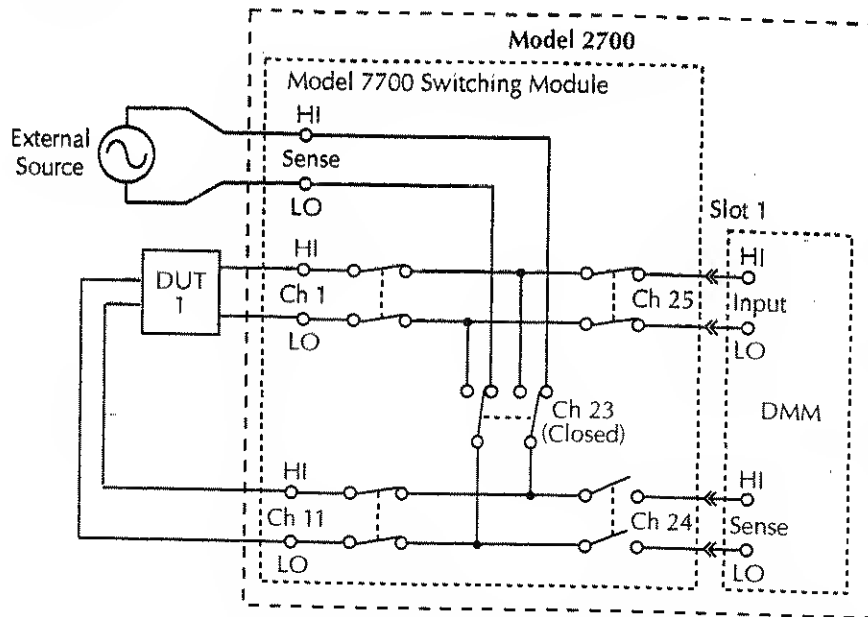 Model 2700
Model 7700 Switching Module
HI
External
Source
Sense
LO
Slot 1
HI
HI
DUT
1
Ch 1
Ch 25
Input
LO
LO
Ch 23
(Closed)
DMM
HI
HI
Ch 11
Ch 24
Sense
LO
LO